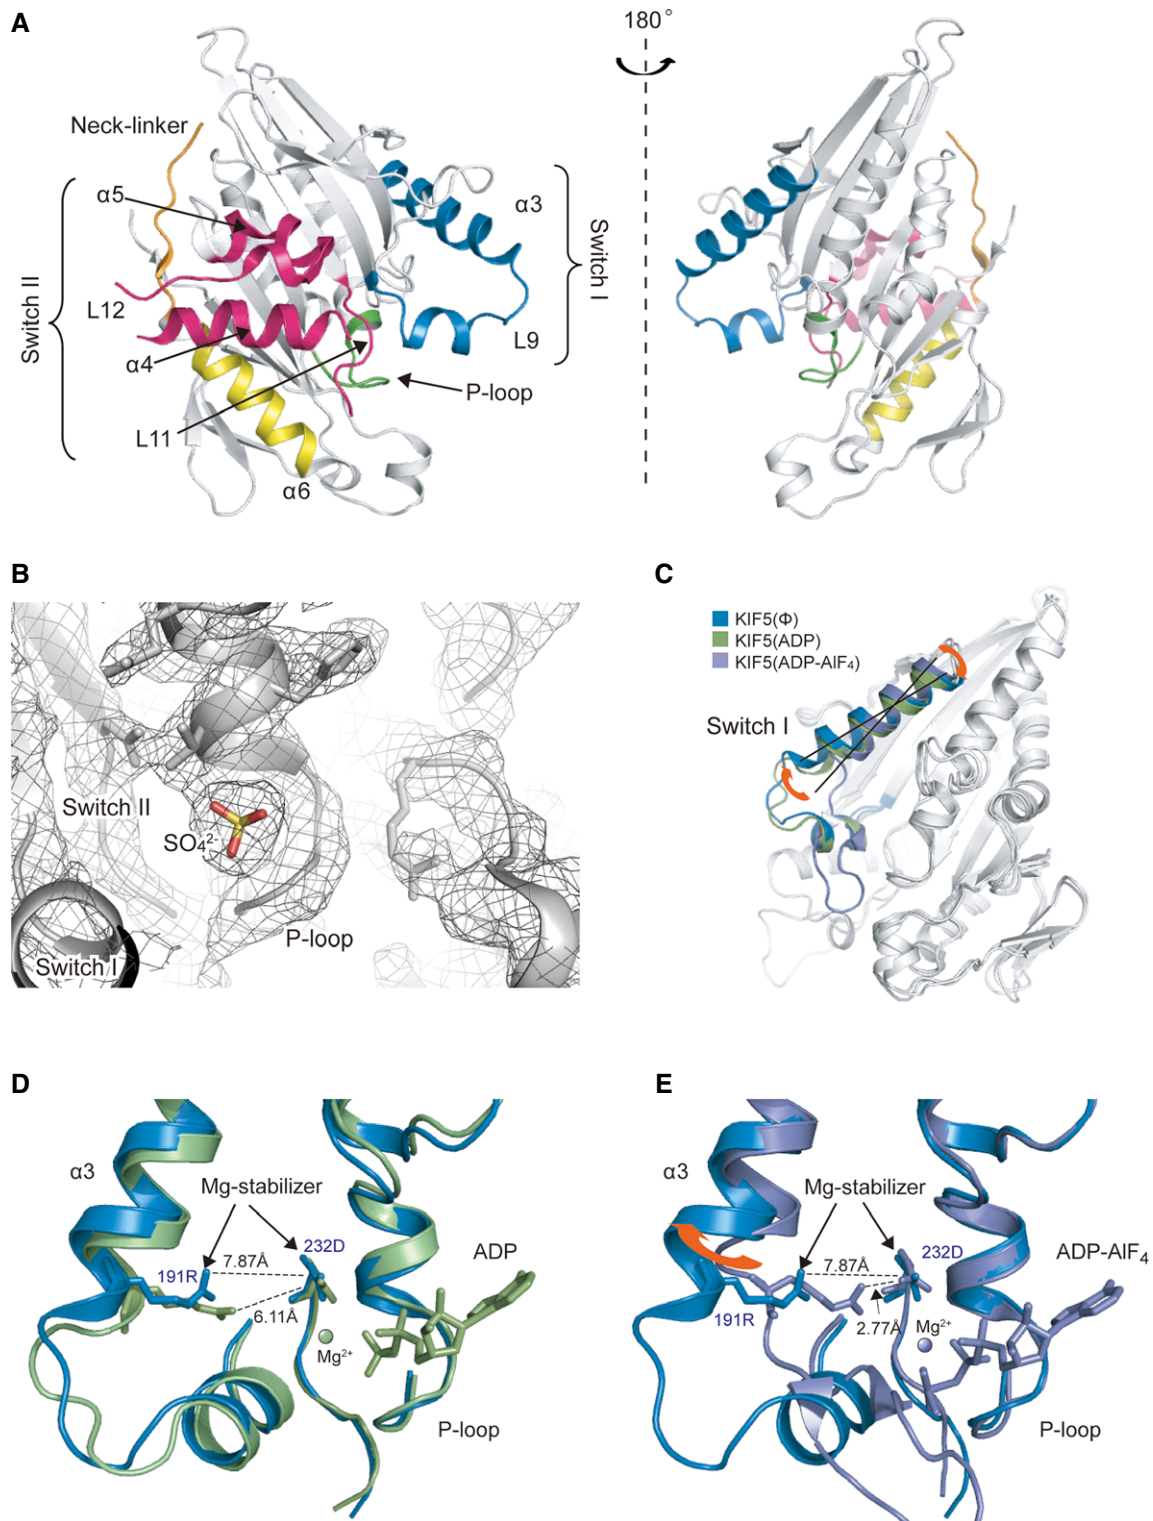 A
180°
Neck-linker
α5
α3
Switch I
Switch II
L12
L9
α4
P-loop
L11
α6
B
Switch II
SO₄²⁻
P-loop
Switch I
C
KIF5(Φ)
KIF5(ADP)
KIF5(ADP-AlF₄)
Switch I
D
α3
Mg-stabilizer
232D
7.87Å
ADP
191R
6.11Å
Mg²⁺
P-loop
E
α3
Mg-stabilizer
232D
7.87Å
ADP-AlF₄
191R
2.77Å
Mg²⁺
P-loop